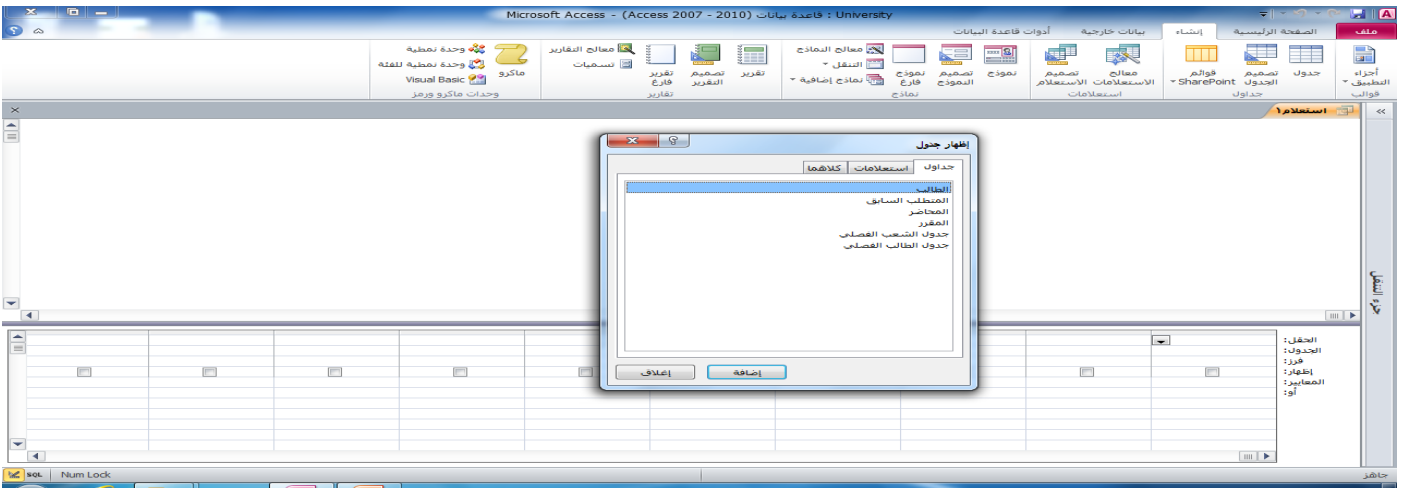 University : قاعدة بيانات (Access 2007 - 2010) - Microsoft Access
ملف
الصفحة الرئيسية
إنشاء
بيانات خارجية
أدوات قاعدة البيانات
أجزاء التطبيق
قوالب
جدول
تصميم الجدول
قوائم SharePoint
جداول
معالج الاستعلامات
تصميم الاستعلام
استعلامات
نموذج
تصميم النموذج
نموذج فارغ
معالج النماذج
التنقل
نماذج إضافية
نماذج
تقرير
تصميم التقرير
تقرير فارغ
معالج التقارير
تسميات
تقارير
ماكرو
وحدة نمطية
وحدة نمطية للفئة
Visual Basic
وحدات ماكرو ورمز
استعلام١
جزء التنقل
إظهار جدول
جداول
استعلامات
كلاهما
الطالب
المتطلب السابق
المحاضر
المقرر
جدول الشعب الفصلي
جدول الطالب الفصلي
إضافة
إغلاق
الحقل:
الجدول:
فرز:
إظهار:
المعايير:
أو:
جاهز
Num Lock
SQL